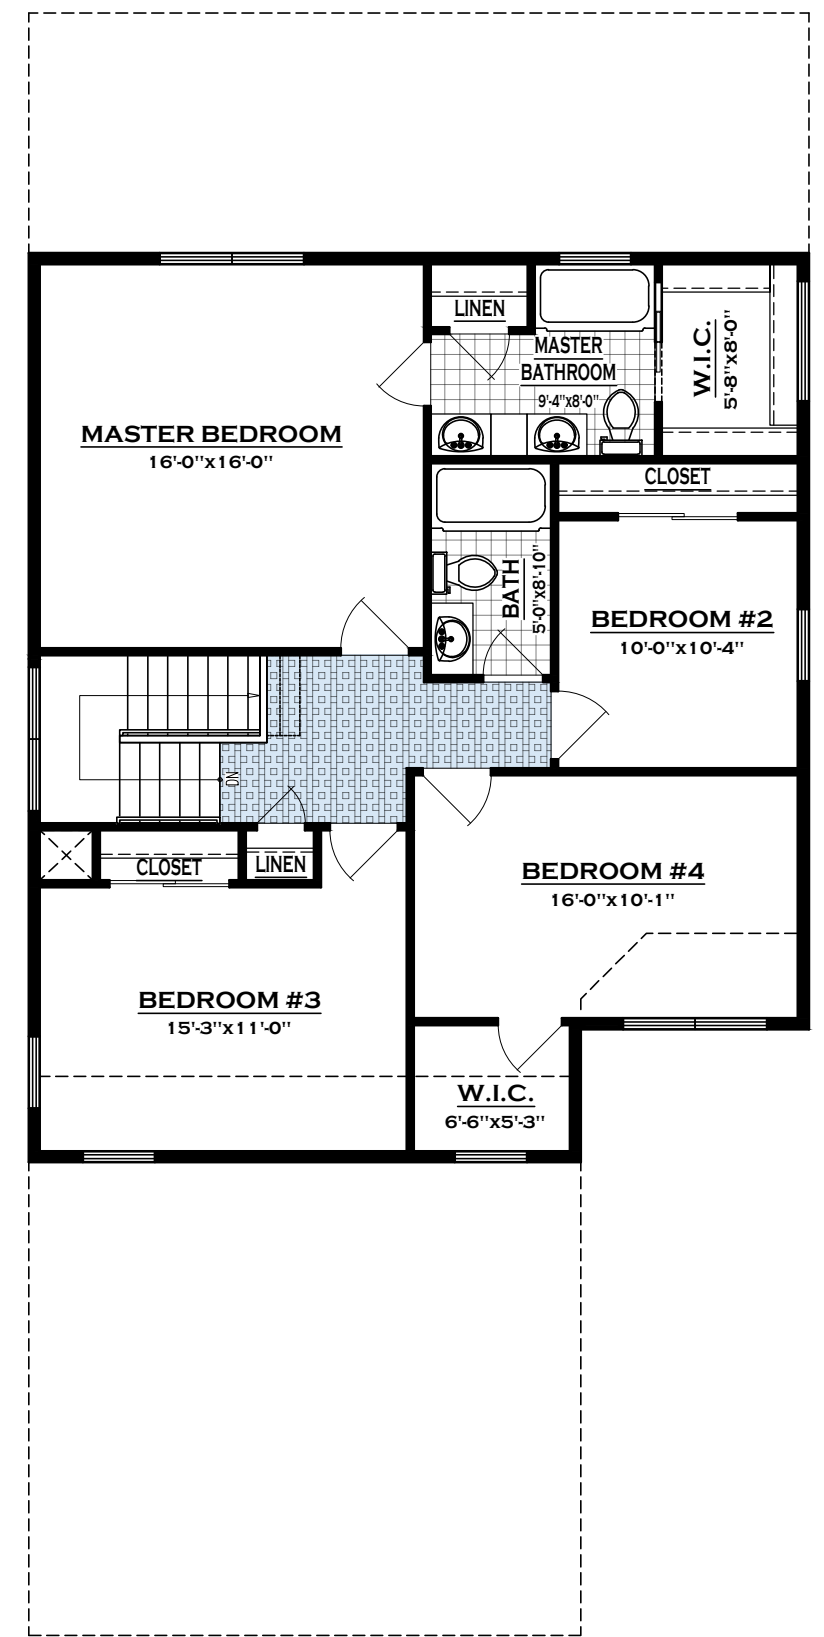 LINEN
MASTER
BATHROOM
9'-4"x8'-0"
W.I.C.
5'-8"x8'-0"
MASTER BEDROOM
16'-0"x16'-0"
CLOSET
BATH
5'-0"x8'-10"
BEDROOM #2
10'-0"x10'-4"
DN
CLOSET
LINEN
BEDROOM #4
16'-0"x10'-1"
BEDROOM #3
15'-3"x11'-0"
W.I.C.
6'-6"x5'-3"